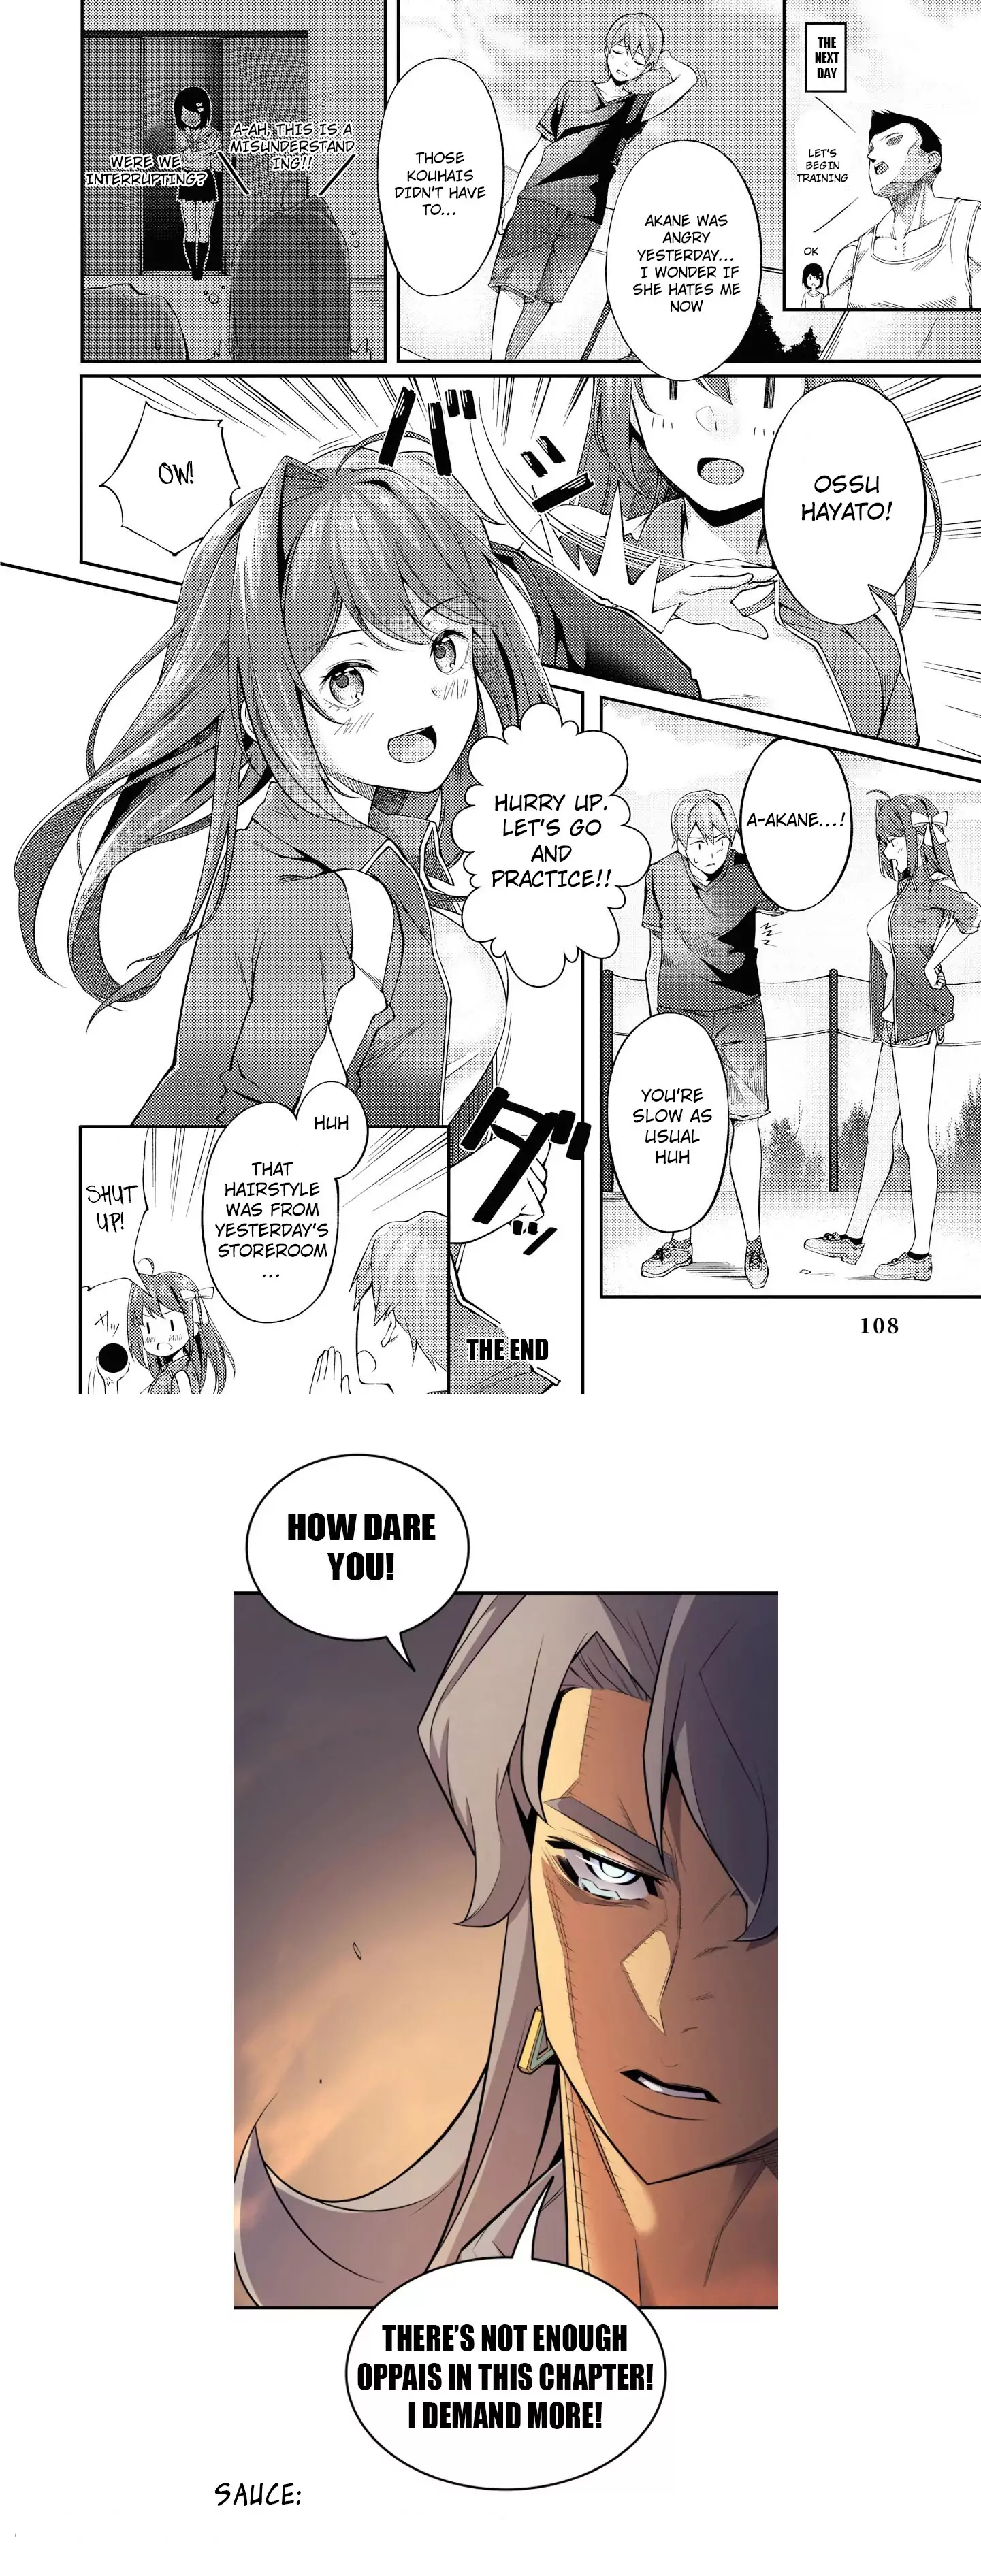 THE
NEXT
DAY
LET'S
BEGIN
TRAINING
OK
AKANE WAS
ANGRY
YESTERDAY...
I WONDER IF
SHE HATES ME
NOW
THOSE
KOUHAIS
DIDN'T HAVE
TO...
A-AH, THIS IS A
MISUNDERSTAND
ING!!
WERE WE
INTERRUPTING?
OSSU
HAYATO!
バン
OW!
A-AKANE...!
YOU'RE
SLOW AS
USUAL
HUH
HURRY UP.
LET'S GO
AND
PRACTICE!!
HUH
THAT
HAIRSTYLE
WAS FROM
YESTERDAY'S
STOREROOM
...
SHUT
UP!
THE END
108
HOW DARE
YOU!
THERE'S NOT ENOUGH
OPPAIS IN THIS CHAPTER!
I DEMAND MORE!
SAUCE: